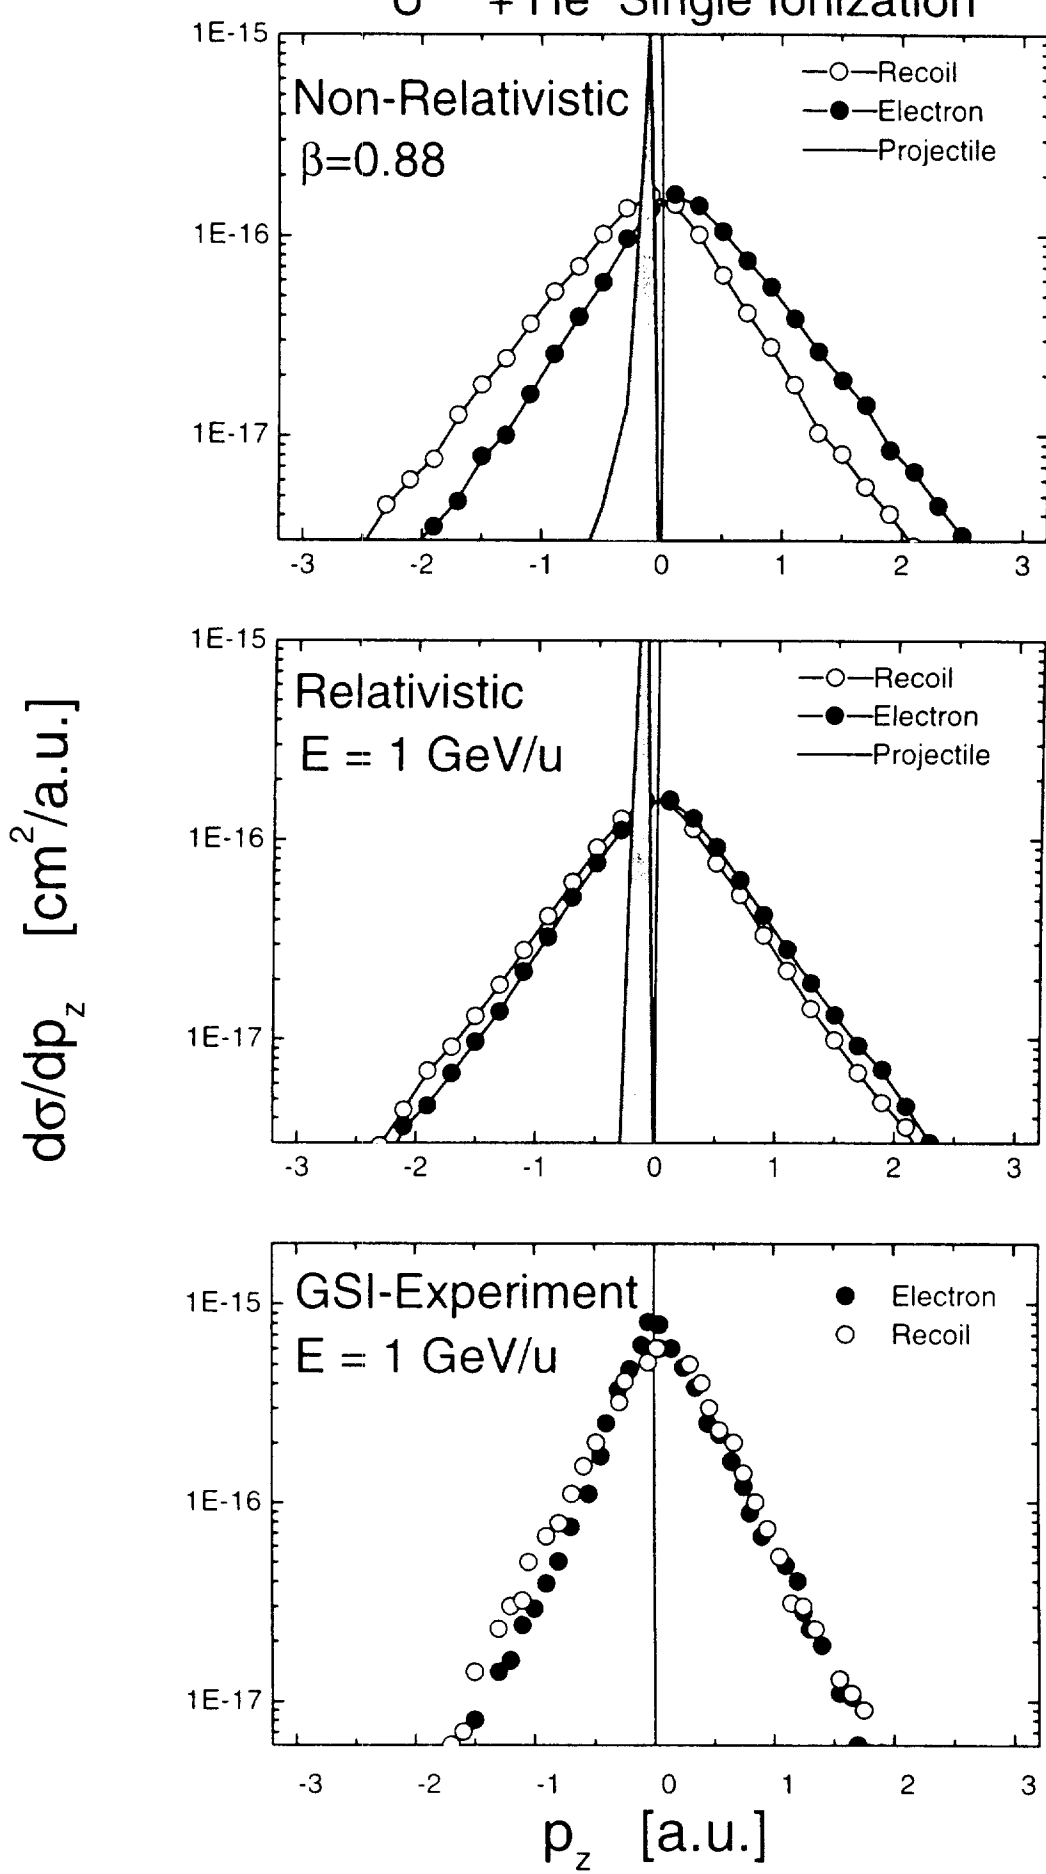 U + He Single Ionization
1E-15
Non-Relativistic
β=0.88
Recoil
Electron
Projectile
1E-16
1E-17
-3 -2 -1 0 1 2 3
1E-15
Relativistic
E = 1 GeV/u
Recoil
Electron
Projectile
1E-16
1E-17
-3 -2 -1 0 1 2 3
dσ/dp_z [cm²/a.u.]
GSI-Experiment
E = 1 GeV/u
Electron
Recoil
1E-15
1E-16
1E-17
-3 -2 -1 0 1 2 3
p_z [a.u.]